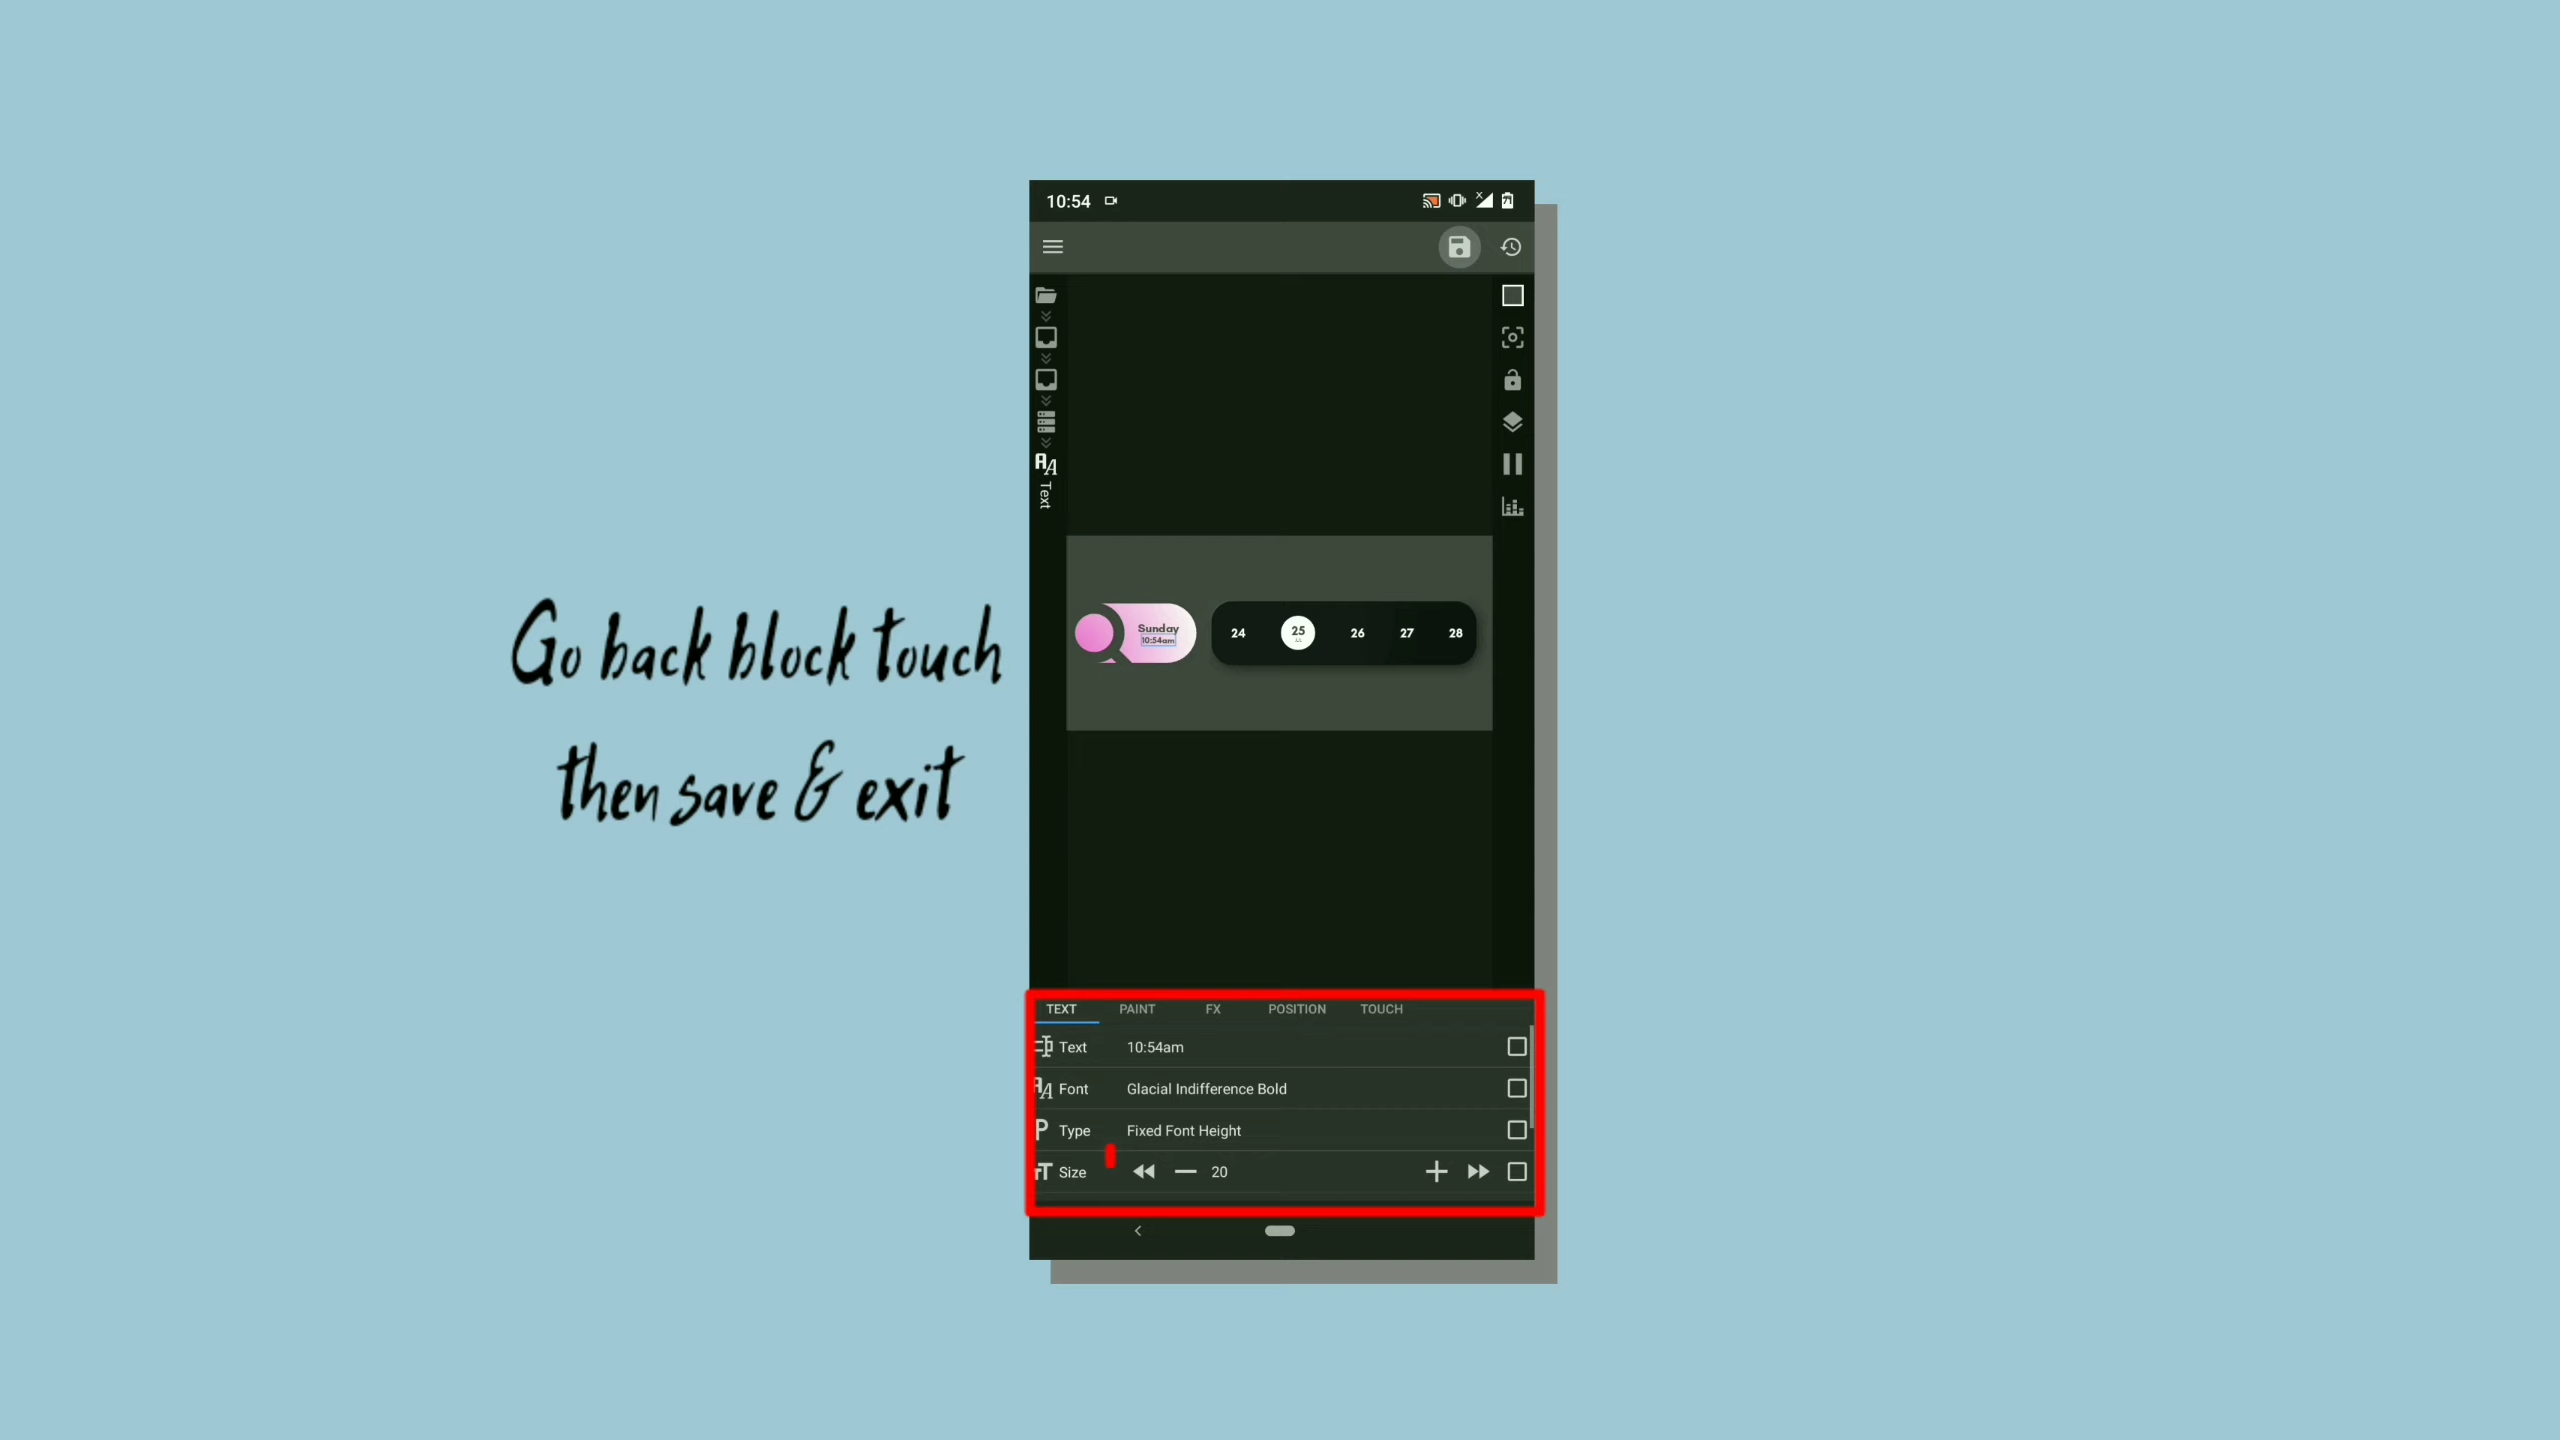 10:54
Text
Go back block touch
then save & exit
Sunday
10:54am
24 25 26 27 28
TEXT PAINT FX POSITION TOUCH
Text 10:54am
Font Glacial Indifference Bold
Type Fixed Font Height
Size 20